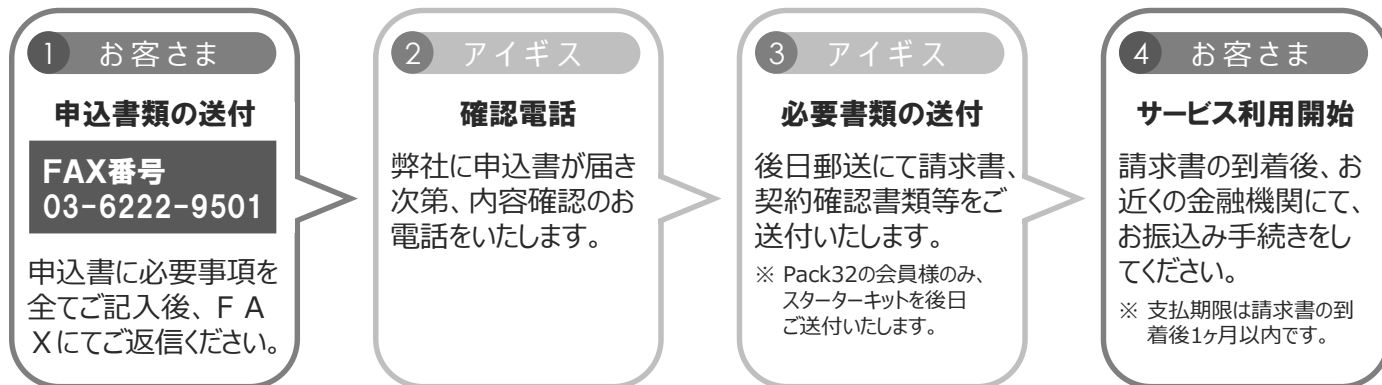 1 お客さま
申込書類の送付
FAX番号
03-6222-9501
申込書に必要事項を
全てご記入後、ＦＡ
Ｘにてご返信ください。
2 アイギス
確認電話
弊社に申込書が届き
次第、内容確認のお
電話をいたします。
3 アイギス
必要書類の送付
後日郵送にて請求書、
契約確認書類等をご
送付いたします。
※ Pack32の会員様のみ、
スターターキットを後日
ご送付いたします。
4 お客さま
サービス利用開始
請求書の到着後、お
近くの金融機関にて、
お振込み手続きをし
てください。
※ 支払期限は請求書の到
着後1ヶ月以内です。